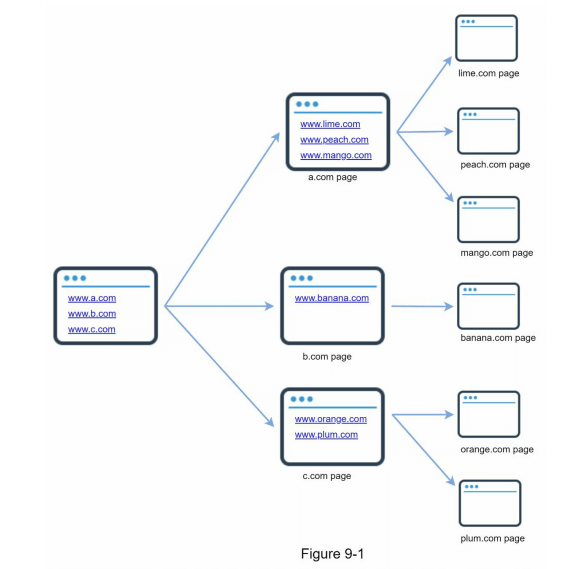 lime.com page
www.lime.com
www.peach.com
www.mango.com
a.com page
peach.com page
mango.com page
www.a.com
www.b.com
www.c.com
www.banana.com
b.com page
banana.com page
www.orange.com
www.plum.com
c.com page
orange.com page
plum.com page
Figure 9-1